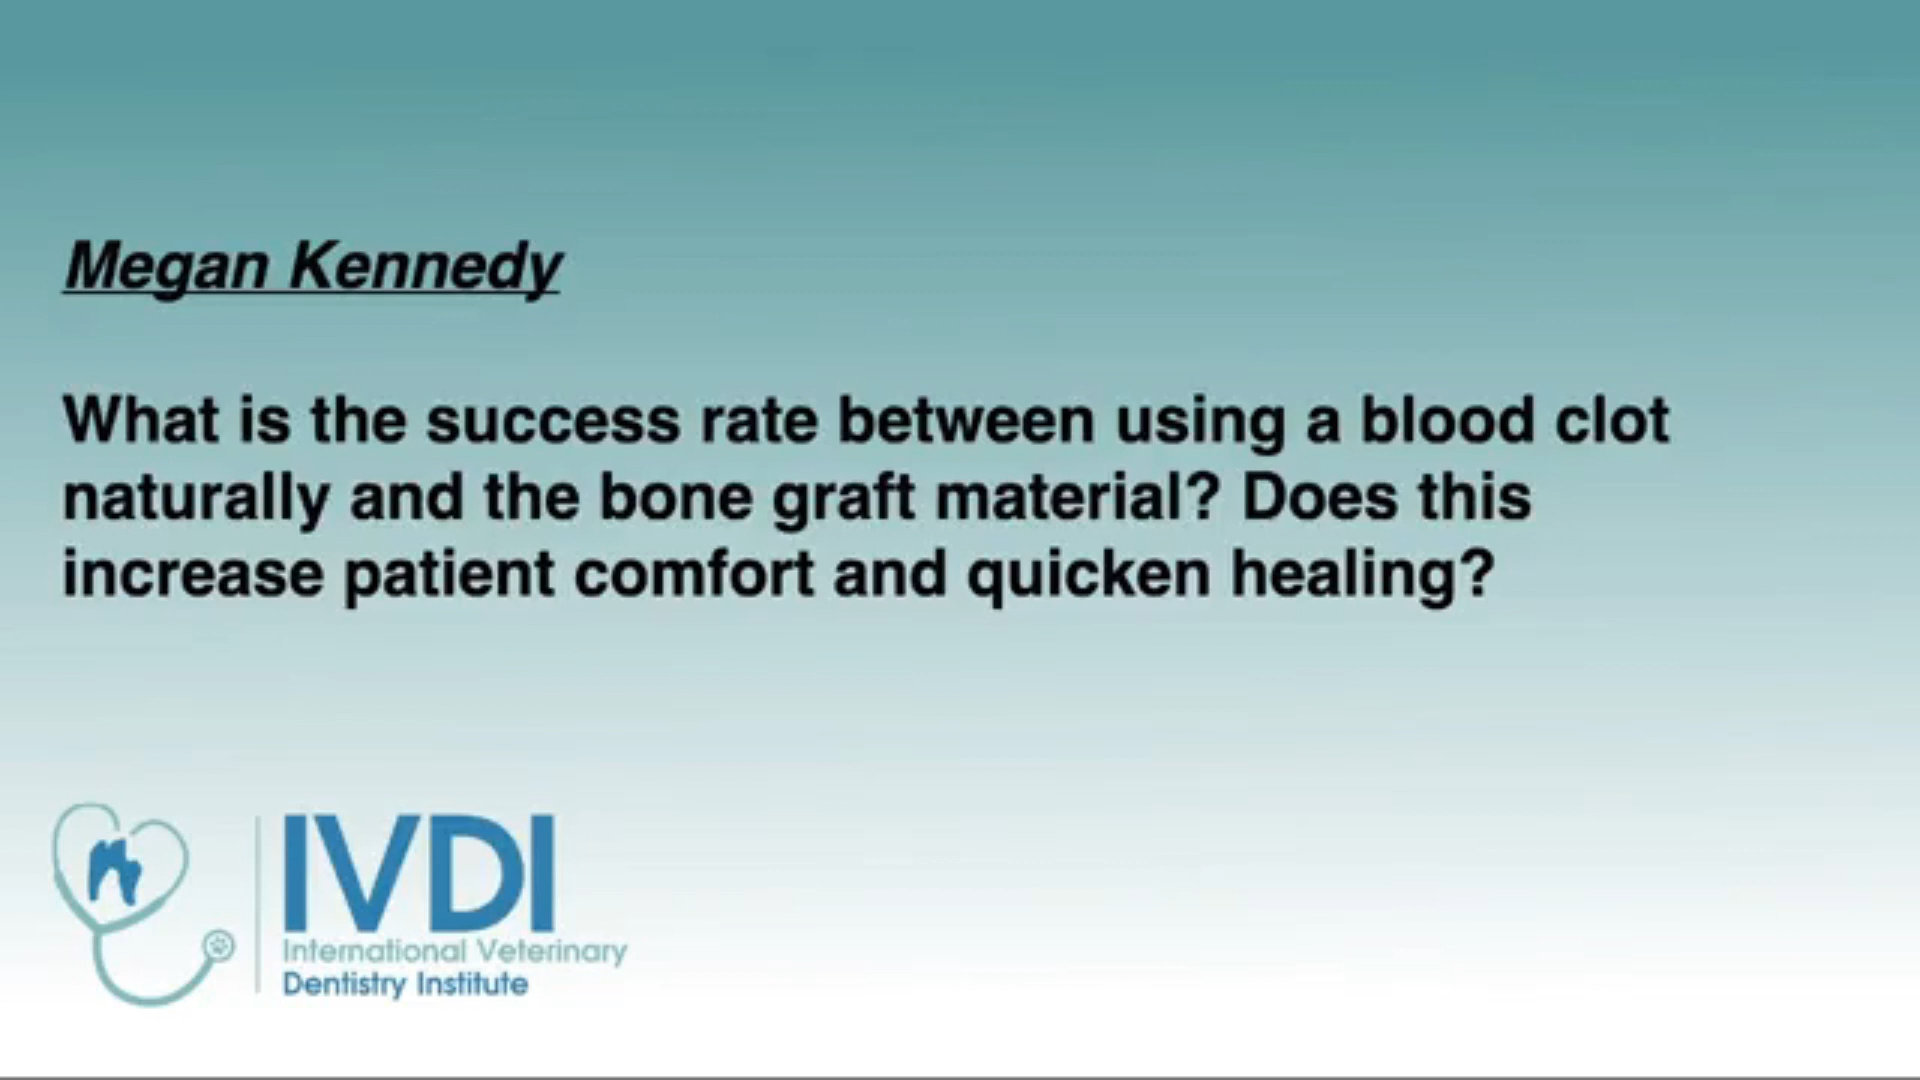 Megan Kennedy
What is the success rate between using a blood clot
naturally and the bone graft material? Does this
increase patient comfort and quicken healing?
IVDI
International Veterinary
Dentistry Institute